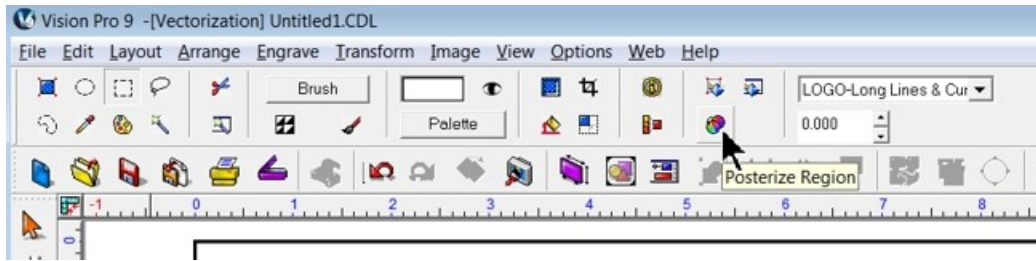 Vision Pro 9 -[Vectorization] Untitled1.CDL
File Edit Layout Arrange Engrave Transform Image View Options Web Help
Brush LOGO-Long Lines & Cur
Palette 0.000
Posterize Region
-1 0 1 2 3 4 5 6 7 8
0